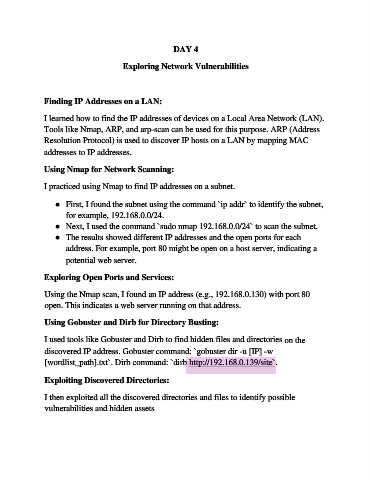 DAY 4
Exploring Network Vulnerabilities
Finding IP Addresses on a LAN:
I learned how to find the IP addresses of devices on a Local Area Network (LAN).
Tools like Nmap, ARP, and arp-scan can be used for this purpose. ARP (Address
Resolution Protocol) is used to discover IP hosts on a LAN by mapping MAC
addresses to IP addresses.
Using Nmap for Network Scanning:
I practiced using Nmap to find IP addresses on a subnet.
● First, I found the subnet using the command `ip addr` to identify the subnet,
for example, 192.168.0.0/24.
● Next, I used the command `sudo nmap 192.168.0.0/24` to scan the subnet.
● The results showed different IP addresses and the open ports for each
address. For example, port 80 might be open on a host server, indicating a
potential web server.
Exploring Open Ports and Services:
Using the Nmap scan, I found an IP address (e.g., 192.168.0.130) with port 80
open. This indicates a web server running on that address.
Using Gobuster and Dirb for Directory Busting:
I used tools like Gobuster and Dirb to find hidden files and directories on the
discovered IP address. Gobuster command: `gobuster dir -u [IP] -w
[wordlist_path].txt`. Dirb command: `dirb http://192.168.0.139/site`.
Exploiting Discovered Directories:
I then exploited all the discovered directories and files to identify possible
vulnerabilities and hidden assets